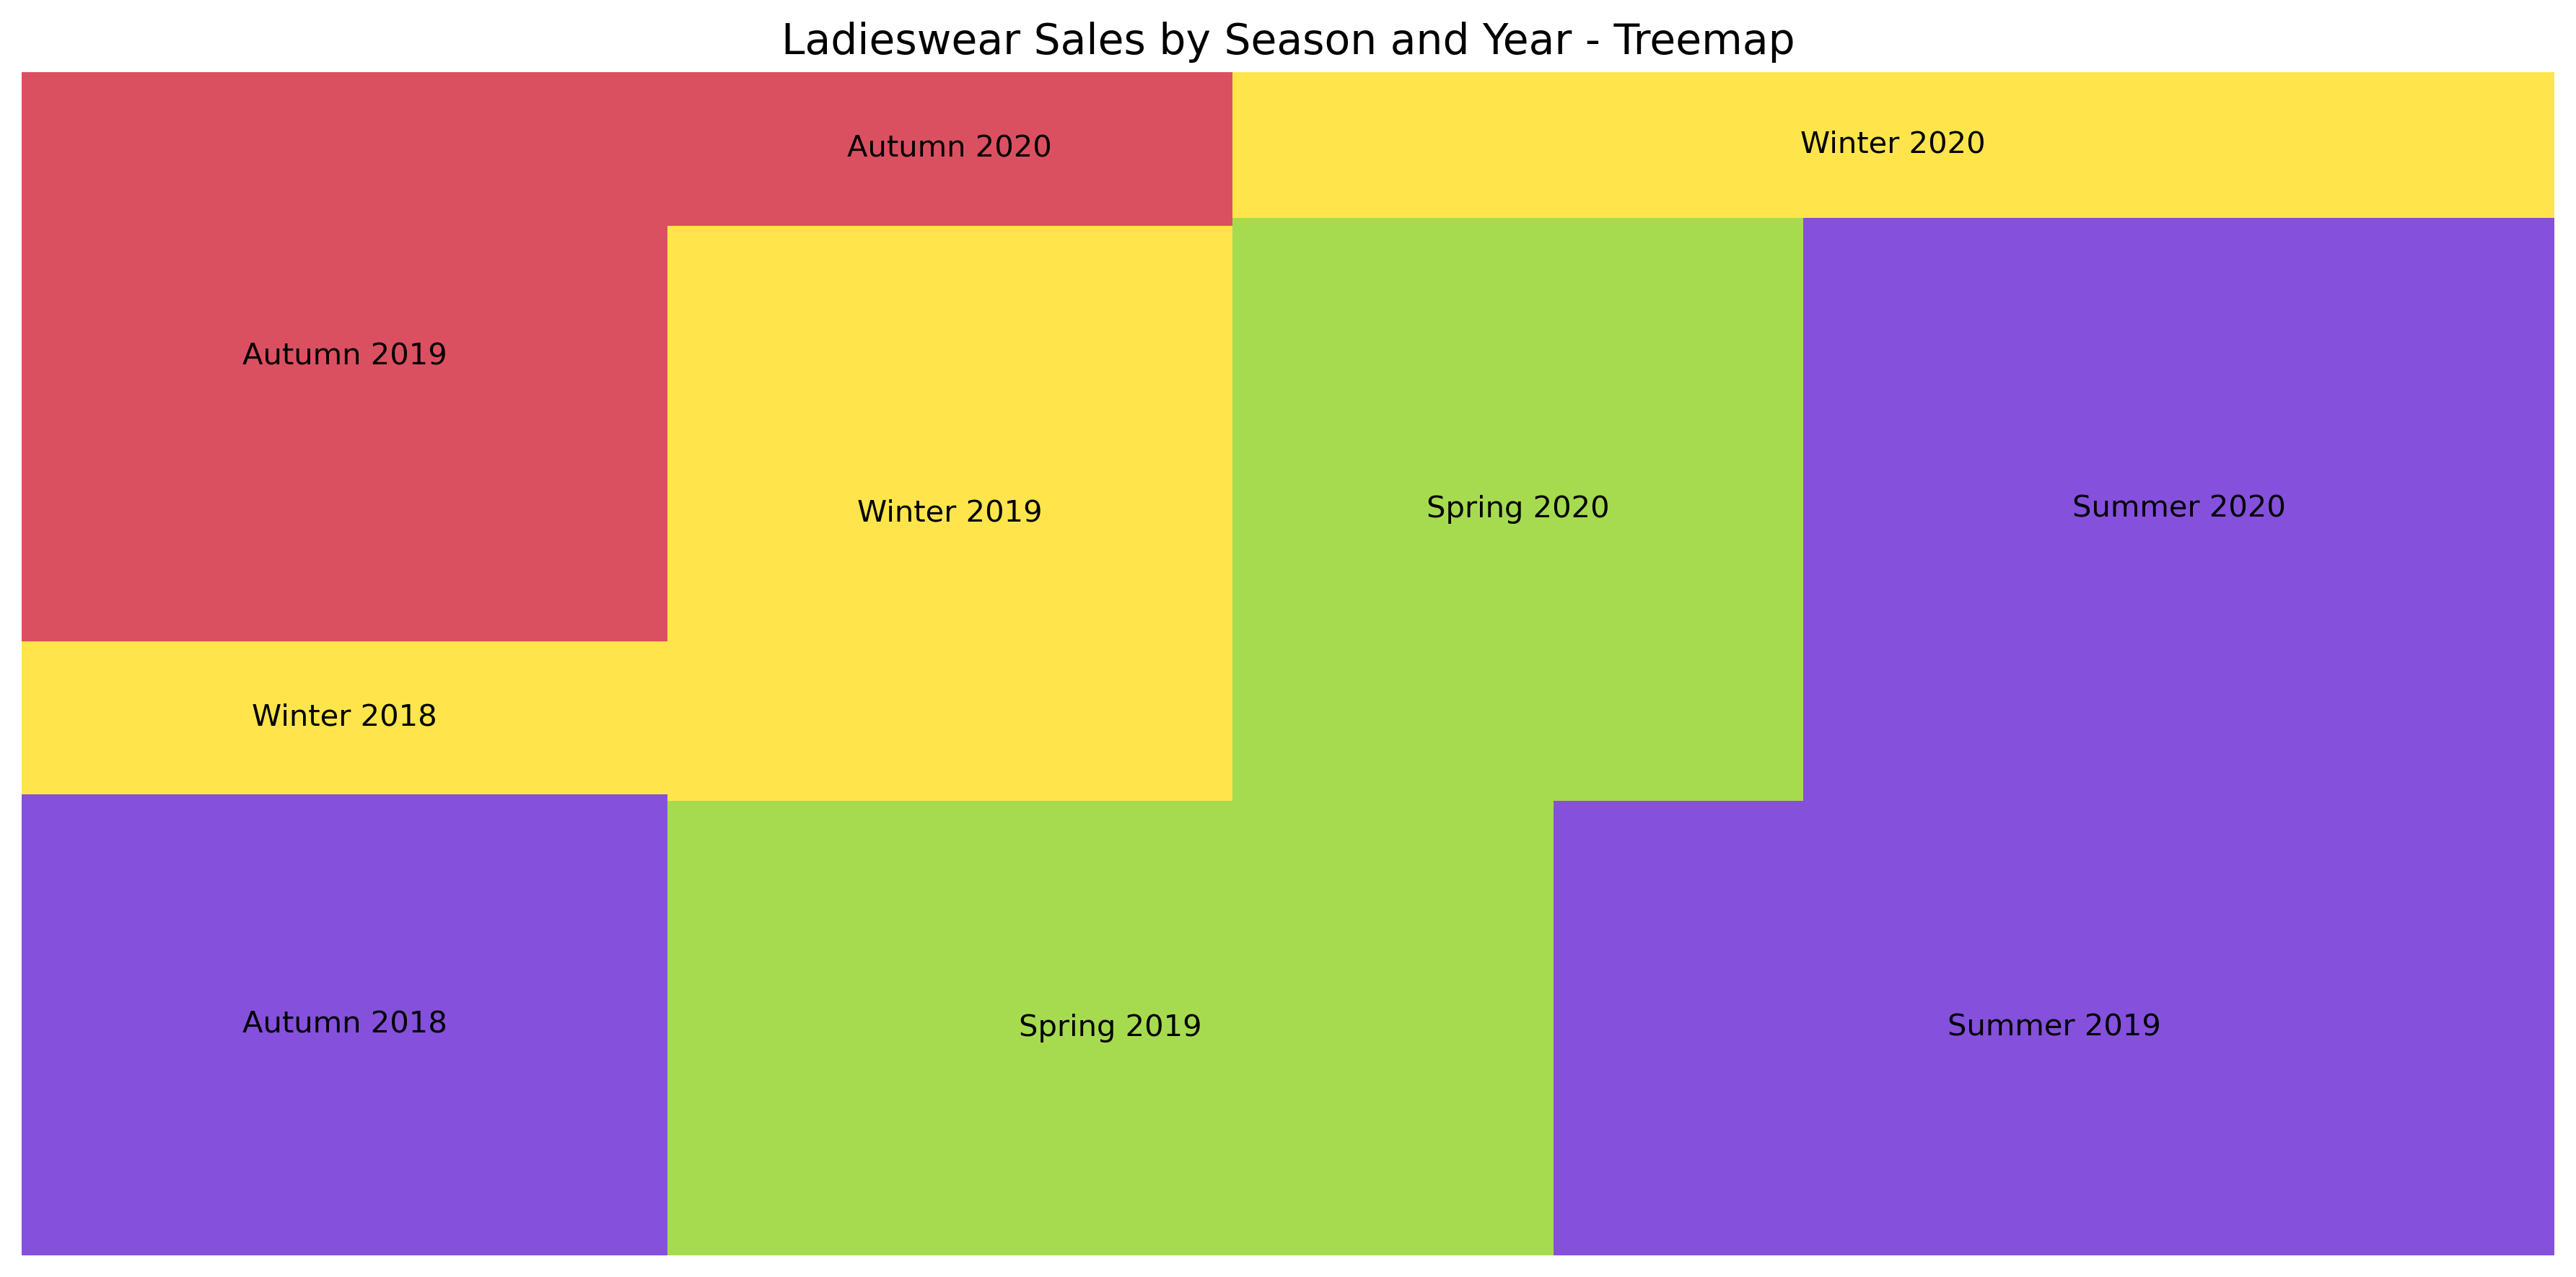 Ladieswear Sales by Season and Year - Treemap
Autumn 2020
Winter 2020
Autumn 2019
Winter 2019
Spring 2020
Summer 2020
Winter 2018
Autumn 2018
Spring 2019
Summer 2019